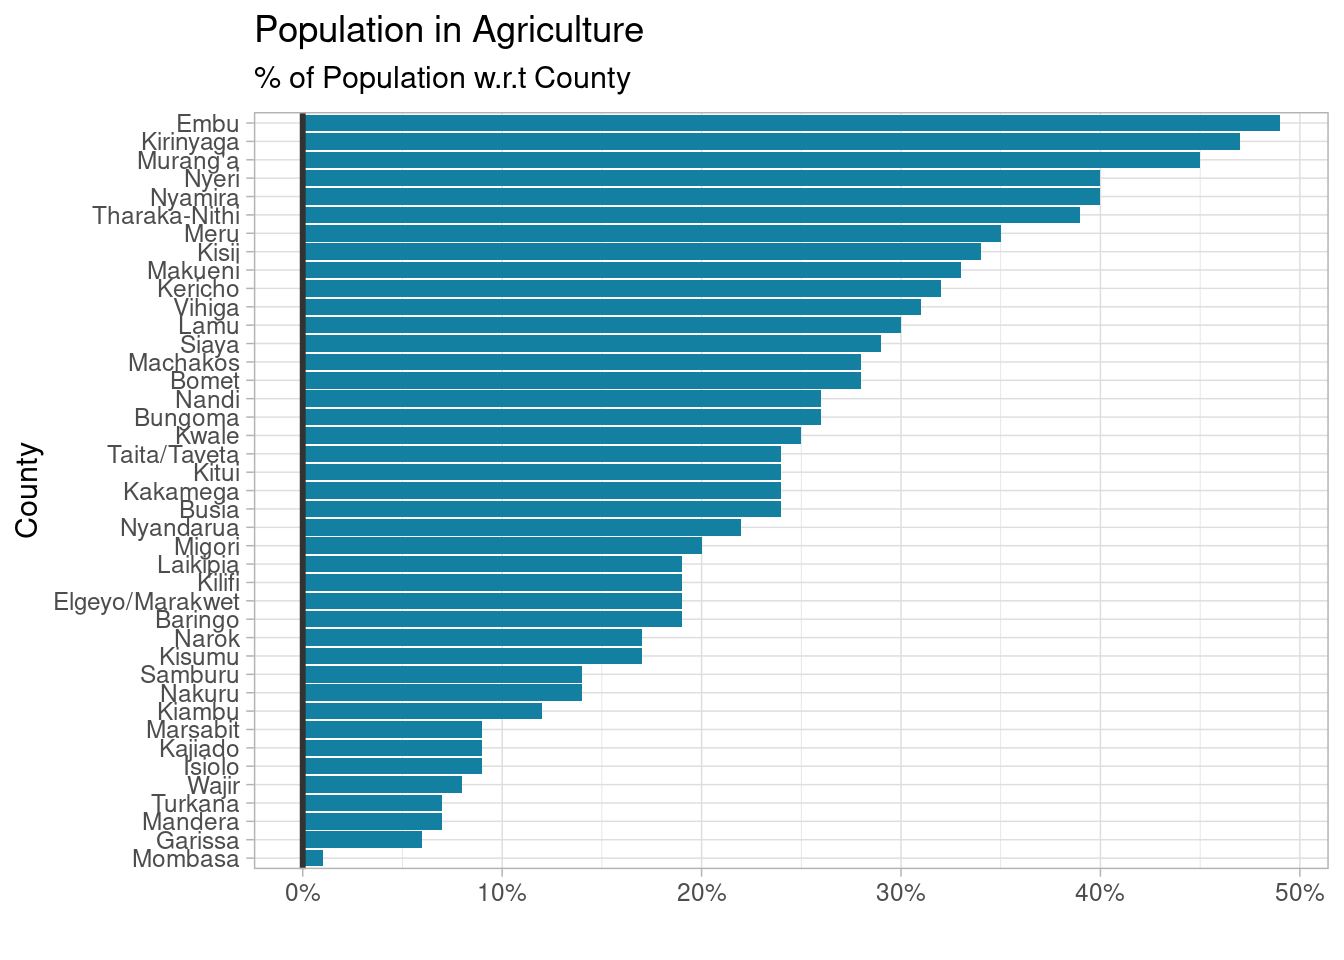 Population in Agriculture
% of Population w.r.t County
Embu
Kirinyaga
Murang'a
Nyeri
Nyamira
Tharaka-Nithi
Meru
Kisii
Makueni
Kericho
Vihiga
Lamu
Siaya
Machakos
Bomet
Nandi
Bungoma
Kwale
Taita/Taveta
Kitui
Kakamega
Busia
Nyandarua
Migori
Laikipia
Kilifi
Elgeyo/Marakwet
Baringo
Narok
Kisumu
Samburu
Nakuru
Kiambu
Marsabit
Kajiado
Isiolo
Wajir
Turkana
Mandera
Garissa
Mombasa
County
0% 10% 20% 30% 40% 50%